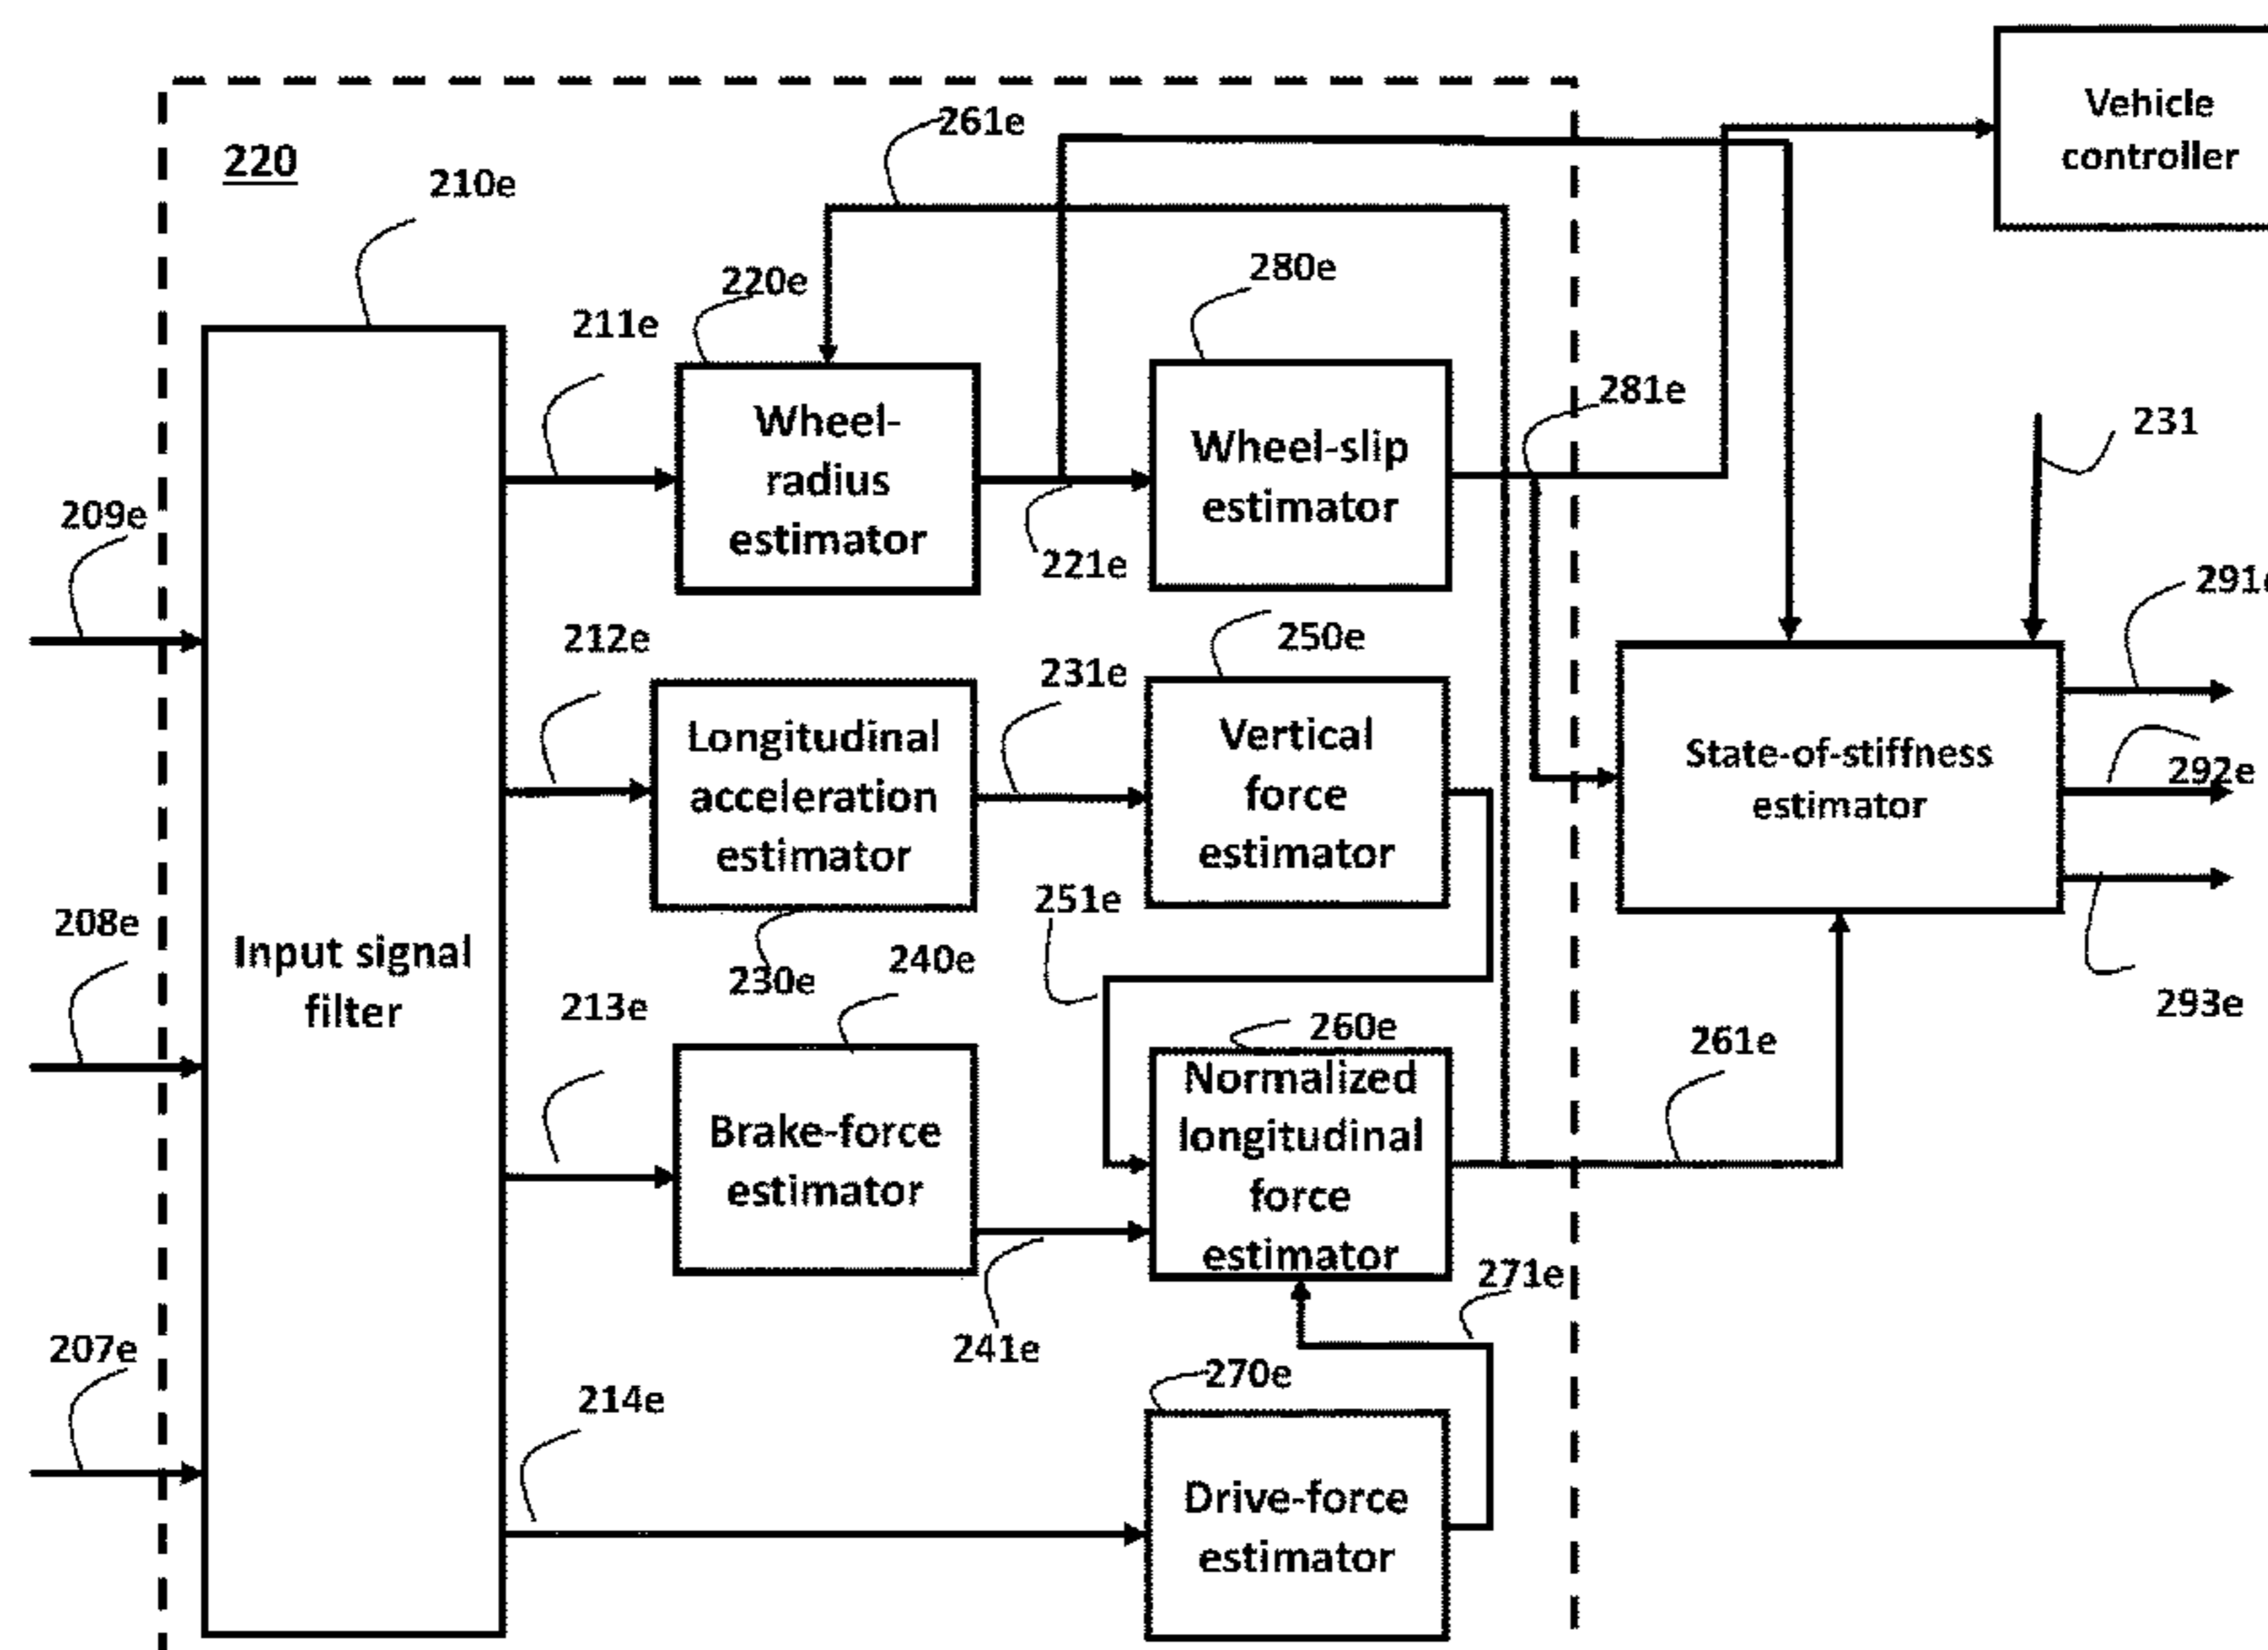 261e
Vehicle
controller
220
210e
220e
280e
211e
Wheel-
radius
estimator
Wheel-slip
estimator
281e
231
209e
221e
291e
212e
231e
250e
Longitudinal
acceleration
estimator
Vertical
force
estimator
State-of-stiffness
estimator
292e
208e
Input signal
filter
251e
230e
240e
293e
213e
260e
261e
Brake-force
estimator
Normalized
longitudinal
force
estimator
271e
207e
241e
270e
214e
Drive-force
estimator